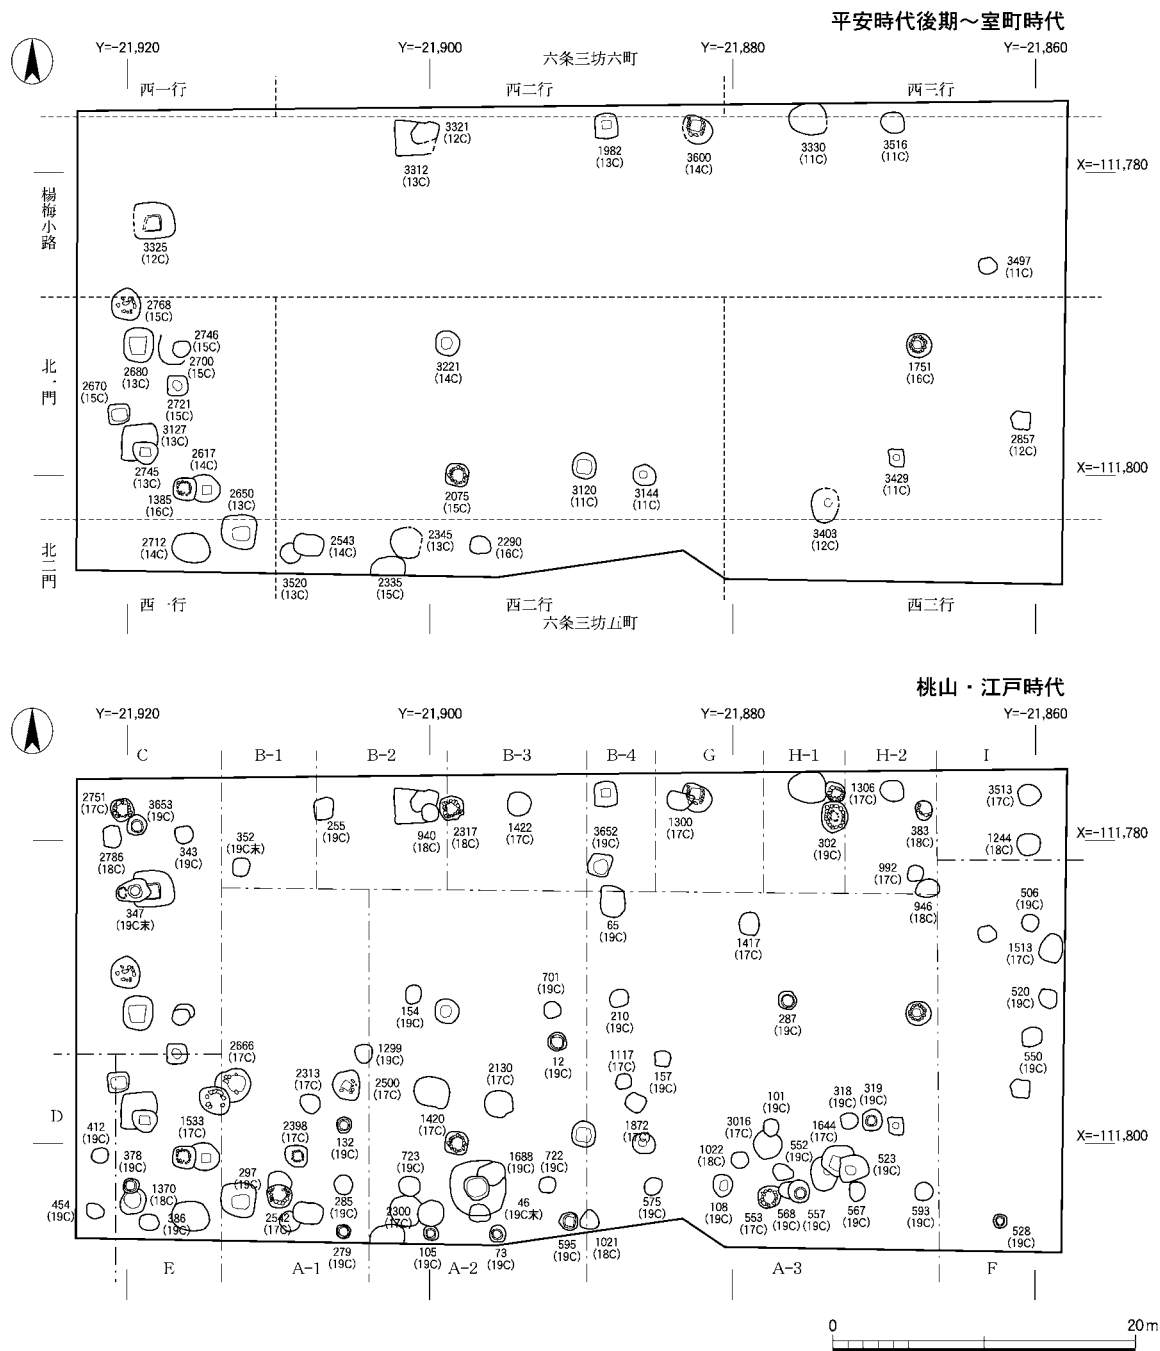 平安時代後期～室町時代
Y=-21,920
Y=-21,900
Y=-21,880
Y=-21,860
六条三坊六町
西一行
西二行
西三行
3321
(12C)
3312
(13C)
1982
(13C)
3600
(14C)
3330
(11C)
3516
(11C)
X=-111,780
楊梅小路
3325
(12C)
3497
(11C)
2768
(15C)
2746
(15C)
2700
(15C)
2680
(13C)
3221
(14C)
1751
(16C)
北一門
2670
(15C)
2721
(15C)
3127
(13C)
2857
(12C)
2617
(14C)
2745
(13C)
X=-111,800
1385
(16C)
2650
(13C)
2075
(15C)
3120
(11C)
3144
(11C)
3429
(11C)
2712
(14C)
2543
(14C)
2345
(13C)
2290
(16C)
3403
(12C)
北二門
3520
(13C)
2335
(15C)
西一行
西二行
西三行
六条三坊五町
桃山・江戸時代
Y=-21,920
Y=-21,900
Y=-21,880
Y=-21,860
C
B-1
B-2
B-3
B-4
G
H-1
H-2
I
2751
(17C)
3653
(19C)
1306
(17C)
3513
(17C)
2786
(18C)
343
(19C)
352
(19C末)
255
(19C)
940
(18C)
2317
(18C)
1422
(17C)
3652
(19C)
1300
(17C)
302
(19C)
383
(18C)
1244
(18C)
X=-111,780
992
(17C)
347
(19C末)
65
(19C)
946
(18C)
506
(19C)
1417
(17C)
1513
(17C)
701
(19C)
154
(19C)
210
(19C)
287
(19C)
520
(19C)
2666
(17C)
1299
(19C)
12
(19C)
550
(19C)
2313
(17C)
2500
(17C)
2130
(17C)
1117
(17C)
157
(19C)
D
412
(19C)
1533
(17C)
2398
(17C)
132
(19C)
1420
(17C)
1872
(17C)
101
(19C)
318
(19C)
319
(19C)
3016
(17C)
1644
(17C)
X=-111,800
378
(19C)
297
(19C)
723
(19C)
1688
(19C)
722
(19C)
1022
(18C)
552
(19C)
523
(19C)
454
(19C)
1370
(18C)
386
(19C)
2542
(17C)
285
(19C)
2300
(17C)
46
(19C末)
575
(19C)
108
(19C)
553
(17C)
568
(19C)
557
(19C)
567
(19C)
593
(19C)
528
(19C)
279
(19C)
105
(19C)
73
(19C)
595
(19C)
1021
(18C)
E
A-1
A-2
A-3
F
0
20m